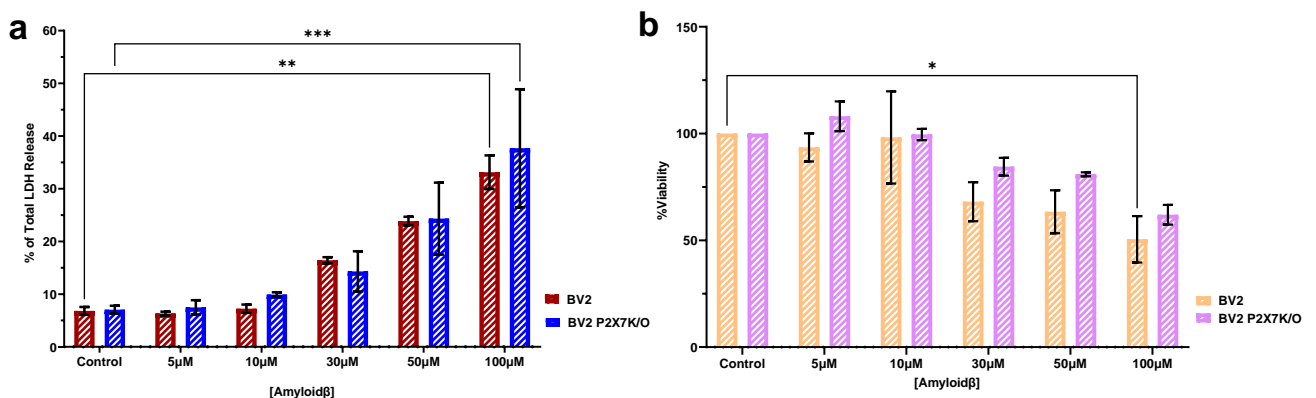 a
% of Total LDH Release
60
50
40
30
20
10
0
***
**
Control 5µM 10µM 30µM 50µM 100µM
[Amyloidβ]
BV2
BV2 P2X7K/O
b
%Viability
150
100
50
0
*
Control 5µM 10µM 30µM 50µM 100µM
[Amyloidβ]
BV2
BV2 P2X7K/O